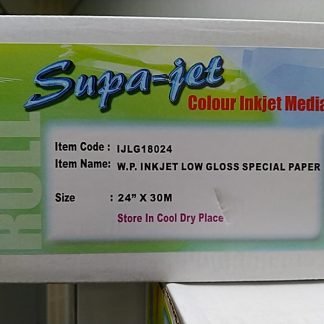 Supa-jet
Colour Inkjet Media
ROLL
Item Code : IJLG18024
Item Name: W.P. INKJET LOW GLOSS SPECIAL PAPER
Size : 24" X 30M
Store In Cool Dry Place